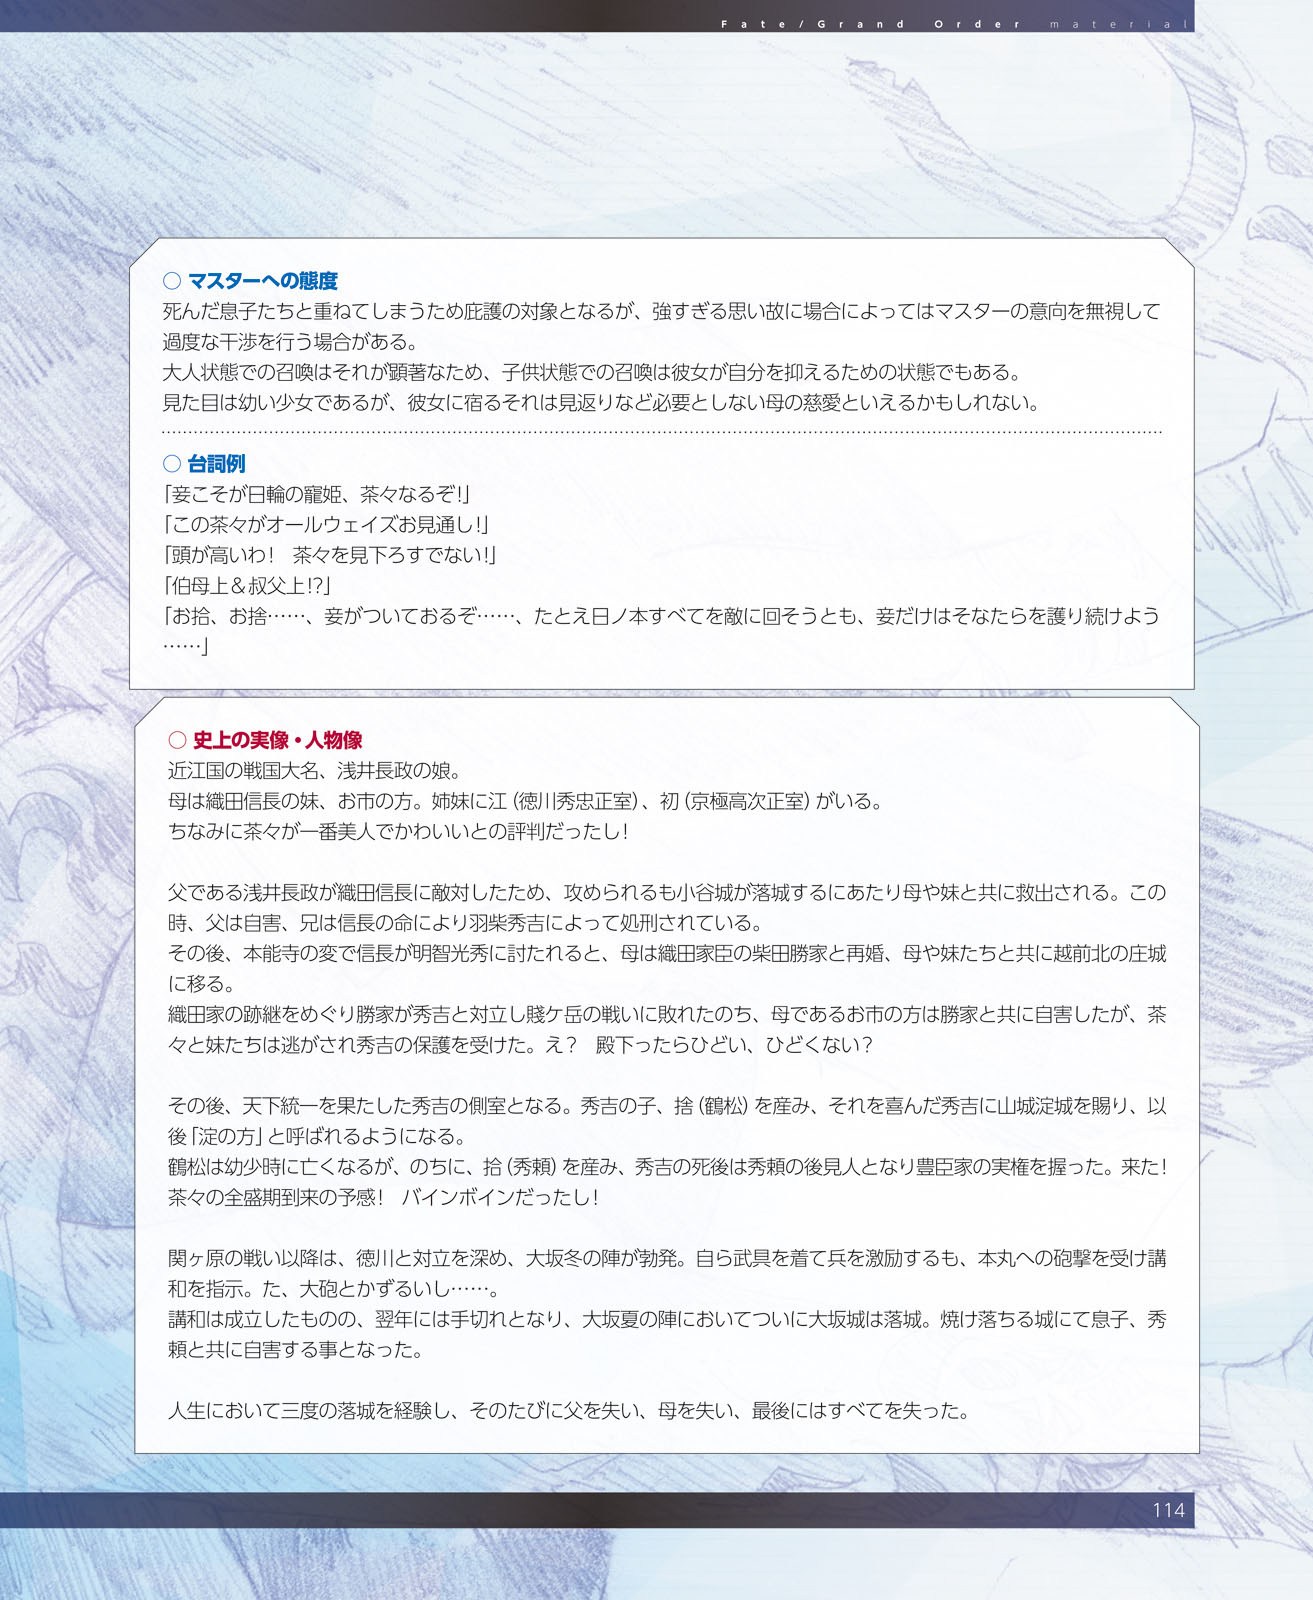 Fate/Grand Order material
○ マスターへの態度
死んだ息子たちと重ねてしまうため庇護の対象となるが、強すぎる思い故に場合によってはマスターの意向を無視して
過度な干渉を行う場合がある。
大人状態での召喚はそれが顕著なため、子供状態での召喚は彼女が自分を抑えるための状態でもある。
見た目は幼い少女であるが、彼女に宿るそれは見返りなど必要としない母の慈愛といえるかもしれない。
○ 台詞例
「妾こそが日輪の寵姫、茶々なるぞ!」
「この茶々がオールウェイズお見通し!」
「頭が高いわ！ 茶々を見下ろすでない!」
「伯母上＆叔父上!?」
「お拾、お捨……、妾がついておるぞ……、たとえ日ノ本すべてを敵に回そうとも、妾だけはそなたらを護り続けよう
……」
○ 史上の実像・人物像
近江国の戦国大名、浅井長政の娘。
母は織田信長の妹、お市の方。姉妹に江（徳川秀忠正室）、初（京極高次正室）がいる。
ちなみに茶々が一番美人でかわいいとの評判だったし！
父である浅井長政が織田信長に敵対したため、攻められるも小谷城が落城するにあたり母や妹と共に救出される。この
時、父は自害、兄は信長の命により羽柴秀吉によって処刑されている。
その後、本能寺の変で信長が明智光秀に討たれると、母は織田家臣の柴田勝家と再婚、母や妹たちと共に越前北の庄城
に移る。
織田家の跡継をめぐり勝家が秀吉と対立し賤ケ岳の戦いに敗れたのち、母であるお市の方は勝家と共に自害したが、茶
々と妹たちは逃がされ秀吉の保護を受けた。え？ 殿下ったらひどい、ひどくない？
その後、天下統一を果たした秀吉の側室となる。秀吉の子、捨（鶴松）を産み、それを喜んだ秀吉に山城淀城を賜り、以
後「淀の方」と呼ばれるようになる。
鶴松は幼少時に亡くなるが、のちに、拾（秀頼）を産み、秀吉の死後は秀頼の後見人となり豊臣家の実権を握った。来た！
茶々の全盛期到来の予感！ バインボインだったし！
関ヶ原の戦い以降は、徳川と対立を深め、大坂冬の陣が勃発。自ら武具を着て兵を激励するも、本丸への砲撃を受け講
和を指示。た、大砲とかずるいし……。
講和は成立したものの、翌年には手切れとなり、大坂夏の陣においてついに大坂城は落城。焼け落ちる城にて息子、秀
頼と共に自害する事となった。
人生において三度の落城を経験し、そのたびに父を失い、母を失い、最後にはすべてを失った。
114